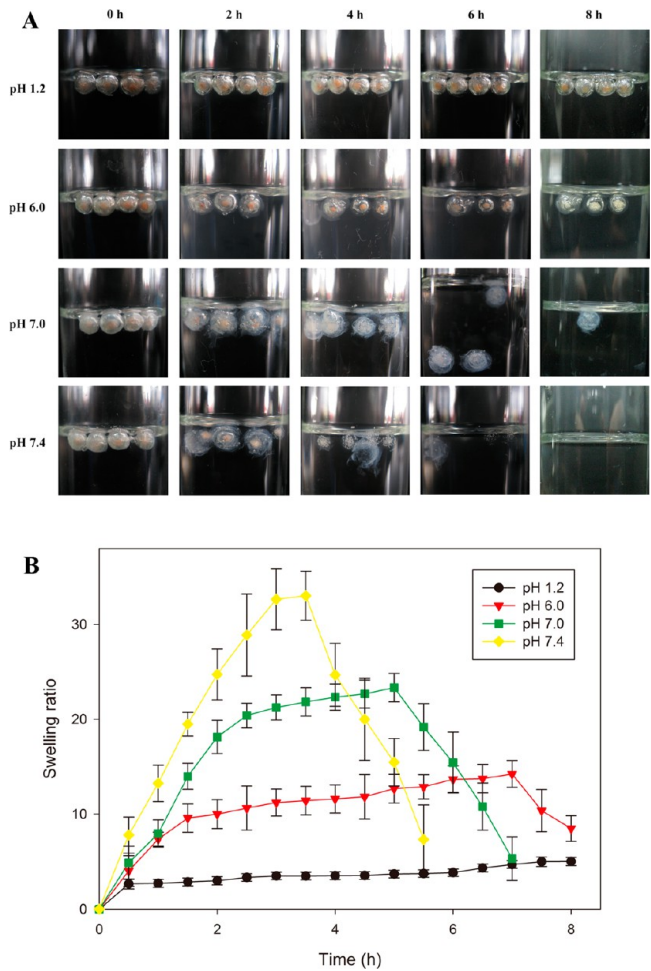 A
0 h 2 h 4 h 6 h 8 h
pH 1.2
pH 6.0
pH 7.0
pH 7.4
B
30
20
10
0
0 2 4 6 8
Swelling ratio
Time (h)
pH 1.2
pH 6.0
pH 7.0
pH 7.4